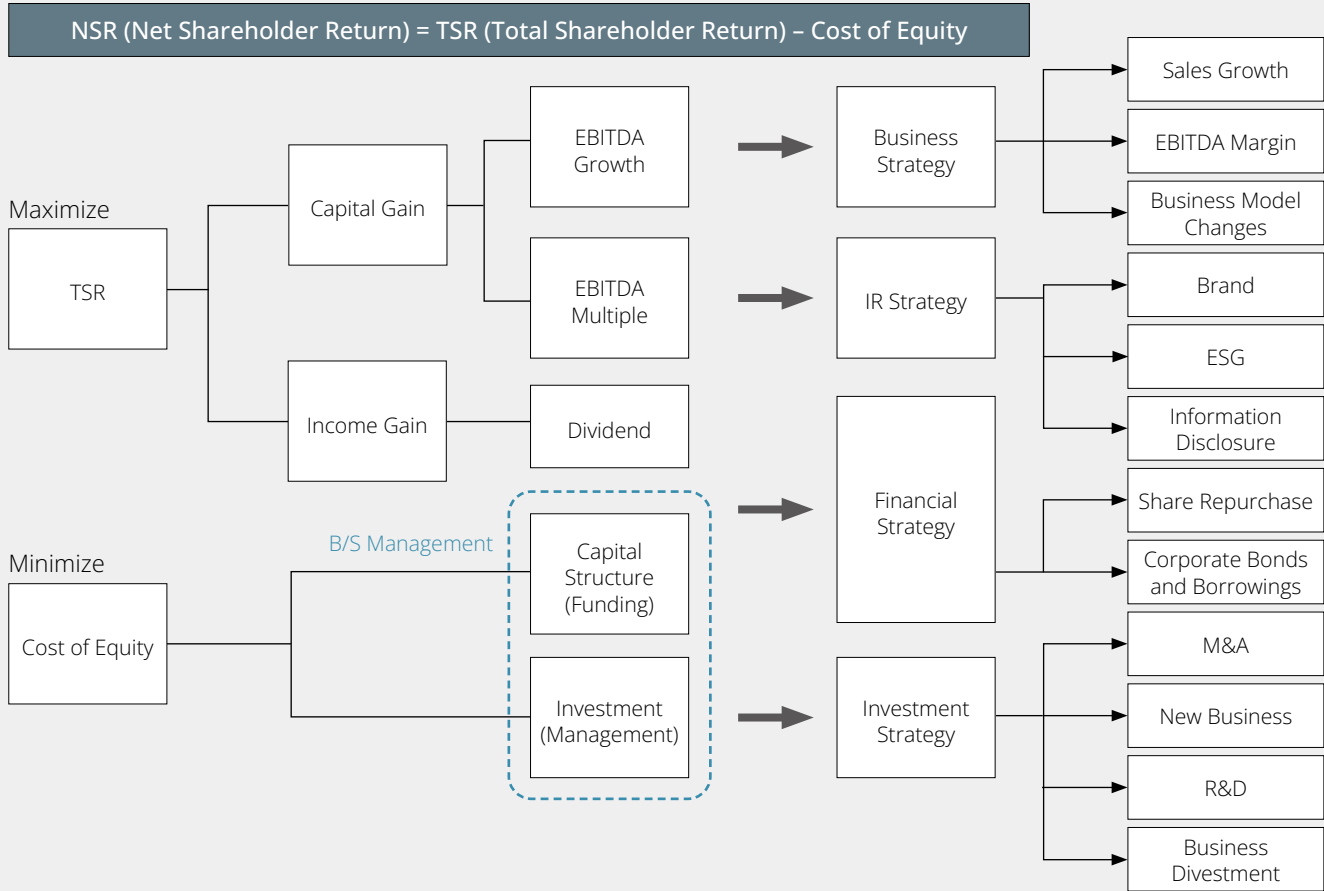 NSR (Net Shareholder Return) = TSR (Total Shareholder Return) – Cost of Equity
Maximize
TSR
Capital Gain
Income Gain
EBITDA
Growth
EBITDA
Multiple
Dividend
Minimize
Cost of Equity
B/S Management
Capital
Structure
(Funding)
Investment
(Management)
Business
Strategy
IR Strategy
Financial
Strategy
Investment
Strategy
Sales Growth
EBITDA Margin
Business Model
Changes
Brand
ESG
Information
Disclosure
Share Repurchase
Corporate Bonds
and Borrowings
M&A
New Business
R&D
Business
Divestment